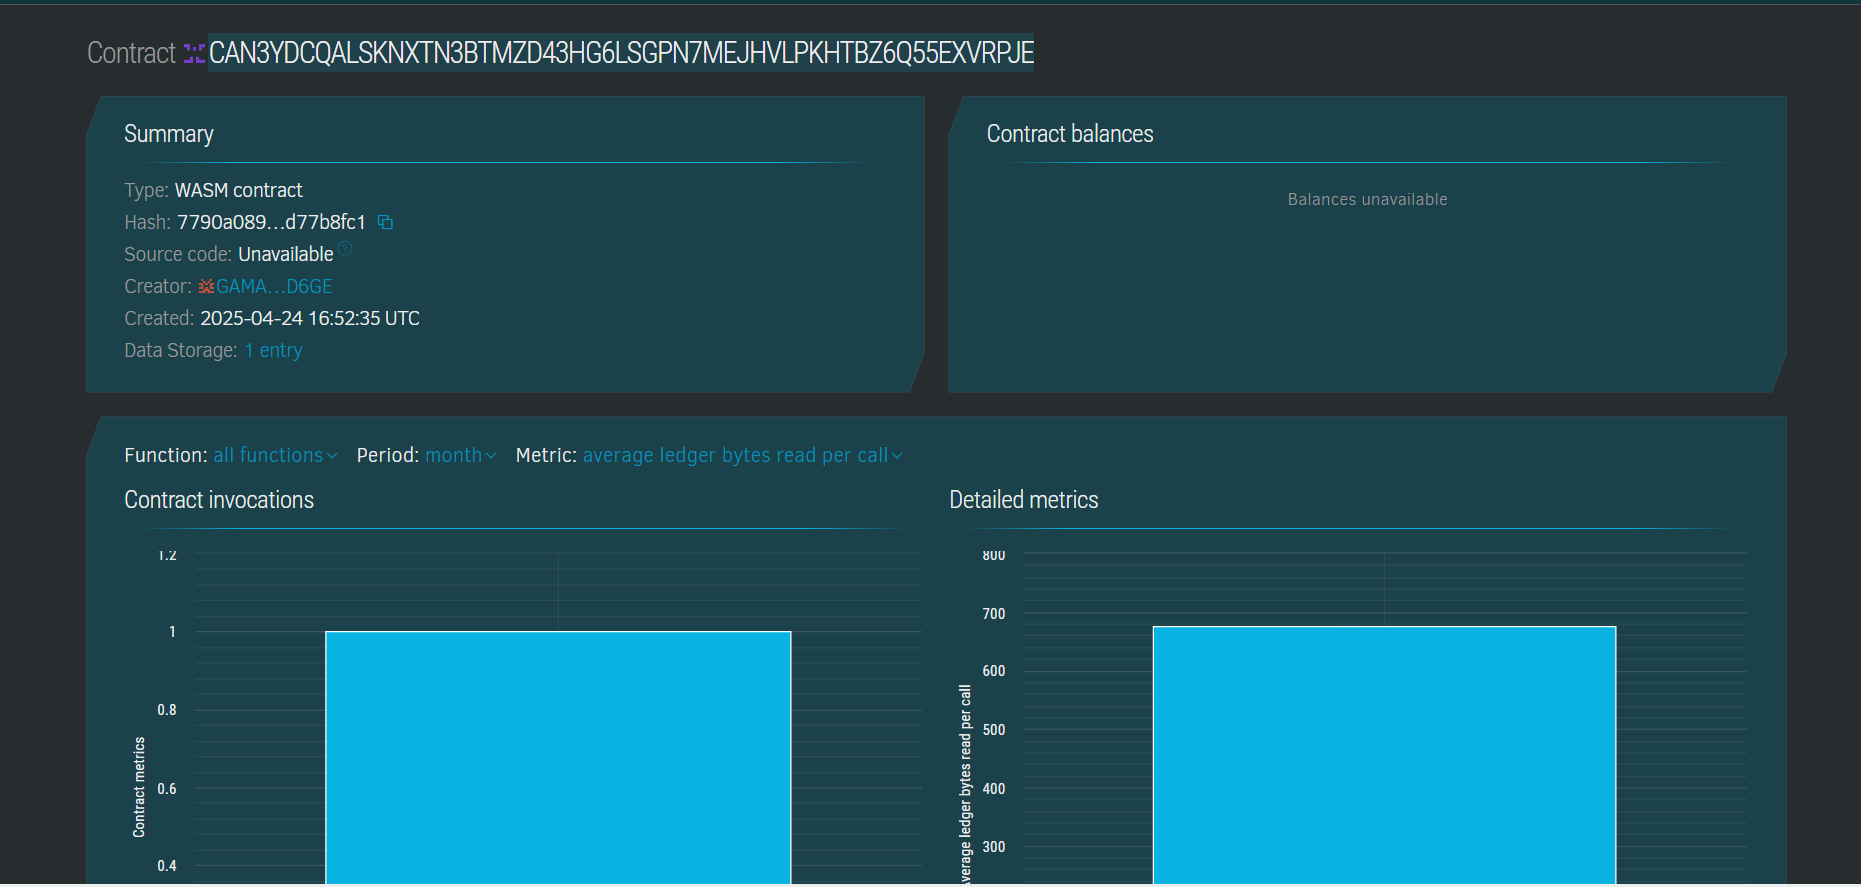 Contract CAN3YDCQALSKNXTN3BTMZD43HG6LSGPN7MEJHVLPKHTBZ6Q55EXVRPJE
Summary
Type: WASM contract
Hash: 7790a089...d77b8fc1
Source code: Unavailable ?
Creator: GAMA...D6GE
Created: 2025-04-24 16:52:35 UTC
Data Storage: 1 entry
Contract balances
Balances unavailable
Function: all functions Period: month Metric: average ledger bytes read per call
Contract invocations
1.2
1
0.8
0.6
0.4
Contract metrics
Detailed metrics
800
700
600
500
400
300
Average ledger bytes read per call